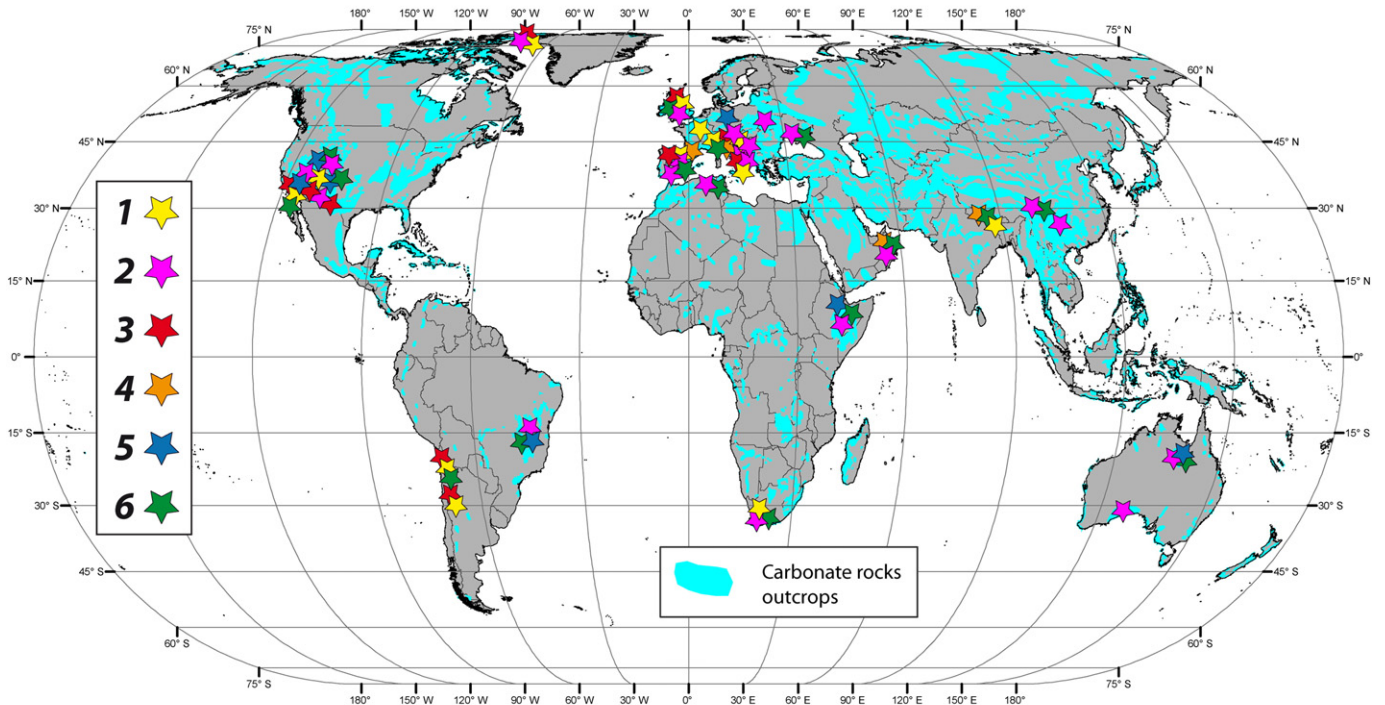 180° 150° W 120° W 90° W 60° W 30° W 0° 30° E 60° E 90° E 120° E 150° E 180°
75° N 75° N
60° N 60° N
45° N 45° N
30° N 30° N
15° N 15° N
0° 0°
15° S 15° S
30° S 30° S
45° S 45° S
60° S 60° S
75° S 75° S
1
2
3
4
5
6
Carbonate rocks
outcrops
180° 150° W 120° W 90° W 60° W 30° W 0° 30° E 60° E 90° E 120° E 150° E 180°